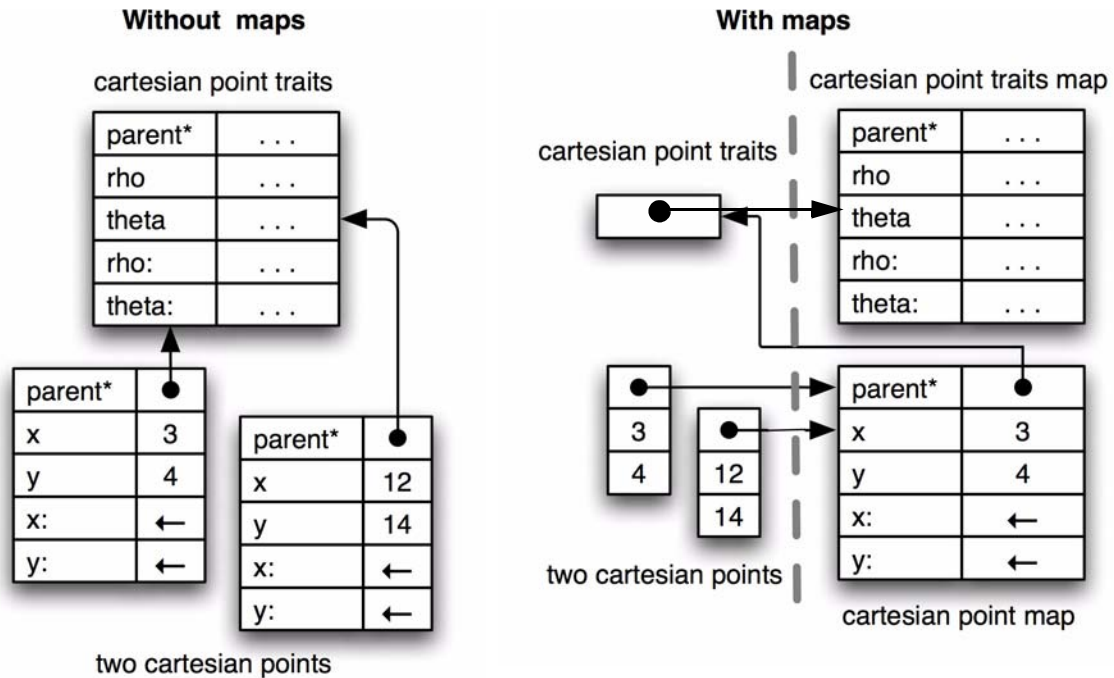 Without maps
cartesian point traits
parent* . . .
rho . . .
theta . . .
rho: . . .
theta: . . .
parent*
x 3
y 4
x: ←
y: ←
parent*
x 12
y 14
x: ←
y: ←
two cartesian points
With maps
cartesian point traits
cartesian point traits map
parent* . . .
rho . . .
theta . . .
rho: . . .
theta: . . .
3
4
12
14
two cartesian points
parent*
x 3
y 4
x: ←
y: ←
cartesian point map